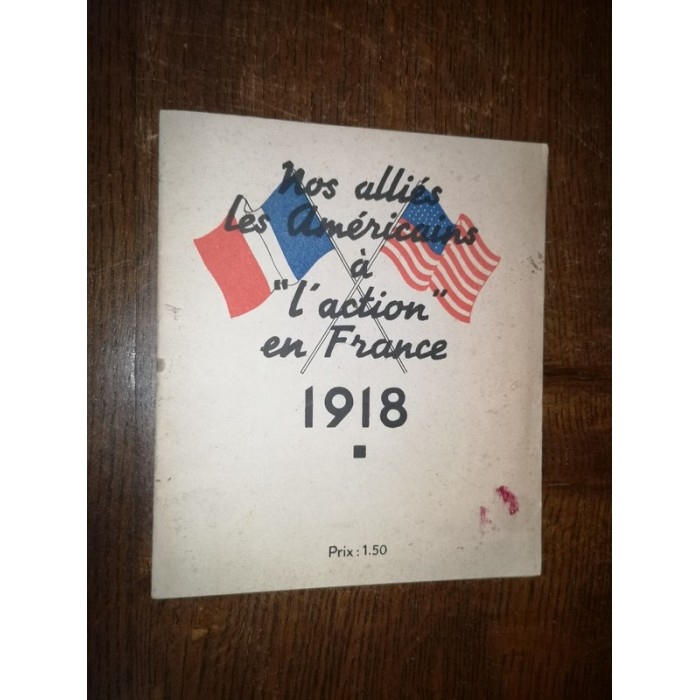 Nos alliés
les Américains
à
"l'action"
en France
1918
Prix : 1.50